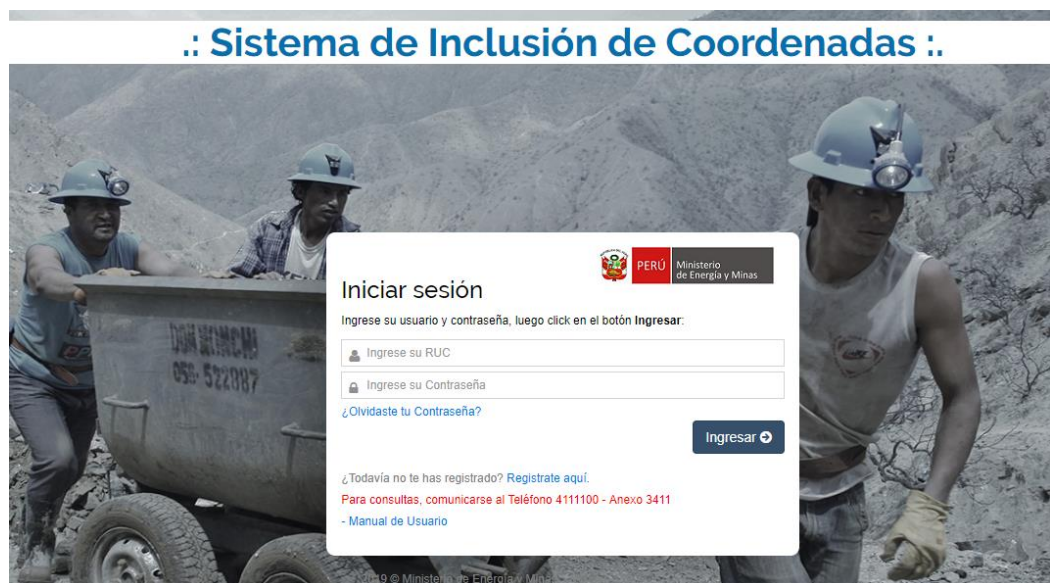 .: Sistema de Inclusión de Coordenadas :.
PERÚ
Ministerio
de Energía y Minas
Iniciar sesión
Ingrese su usuario y contraseña, luego click en el botón Ingresar:
Ingrese su RUC
Ingrese su Contraseña
¿Olvidaste tu Contraseña?
Ingresar
¿Todavía no te has registrado? Registrate aquí.
Para consultas, comunicarse al Teléfono 4111100 - Anexo 3411
- Manual de Usuario
2019 © Ministerio de Energía y Minas